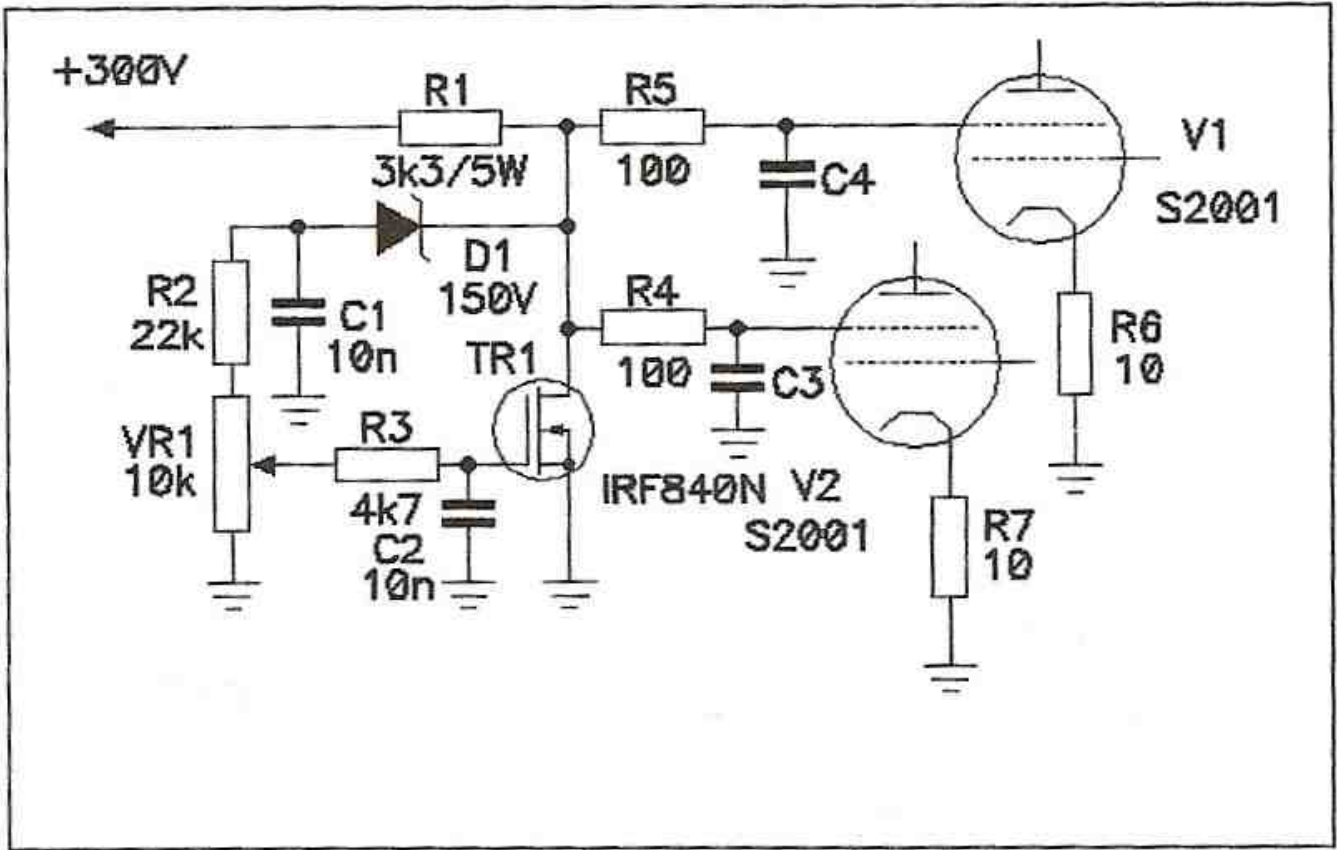 +300V
R1
3k3/5W
R5
100
C4
V1
S2001
D1
150V
R2
22k
C1
10n
R4
100
C3
R6
10
TR1
VR1
10k
R3
4k7
C2
10n
IRF840N
V2
S2001
R7
10